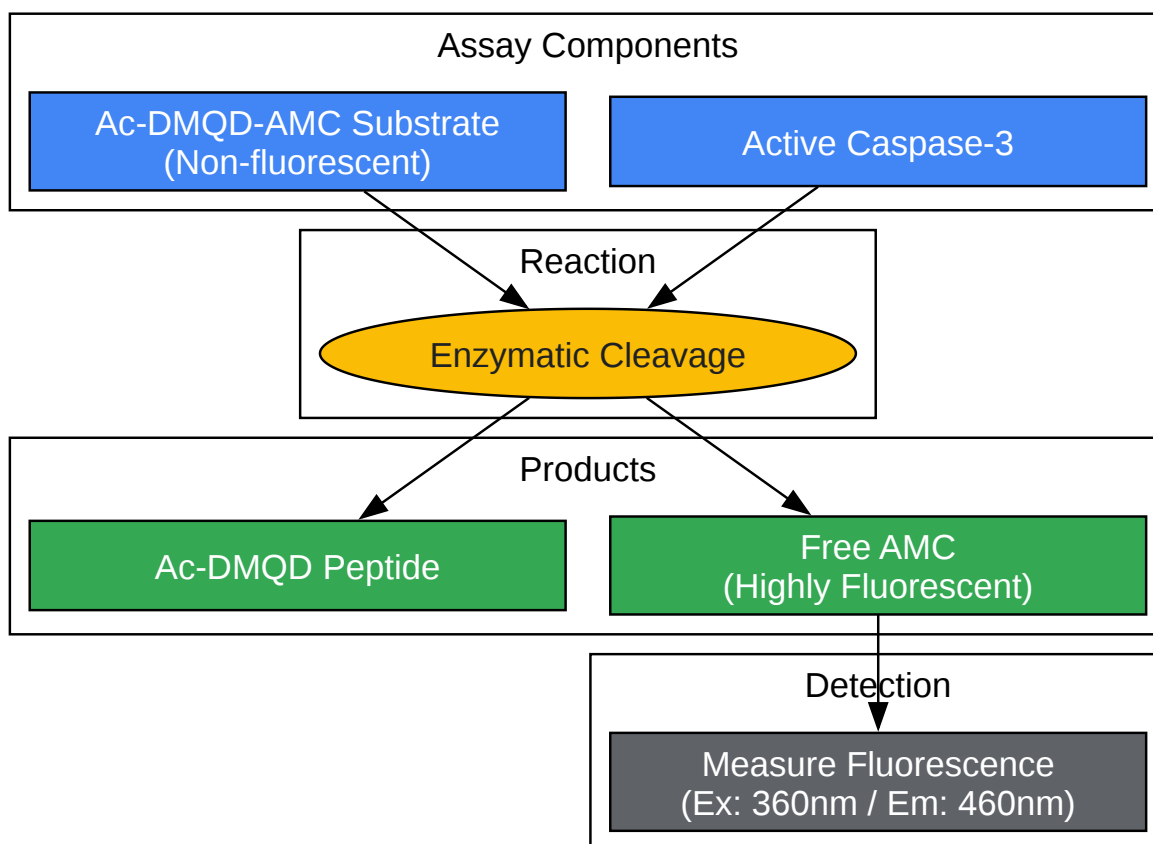 Assay Components
Ac-DMQD-AMC Substrate
(Non-fluorescent)
Active Caspase-3
Reaction
Enzymatic Cleavage
Products
Ac-DMQD Peptide
Free AMC
(Highly Fluorescent)
Detection
Measure Fluorescence
(Ex: 360nm / Em: 460nm)